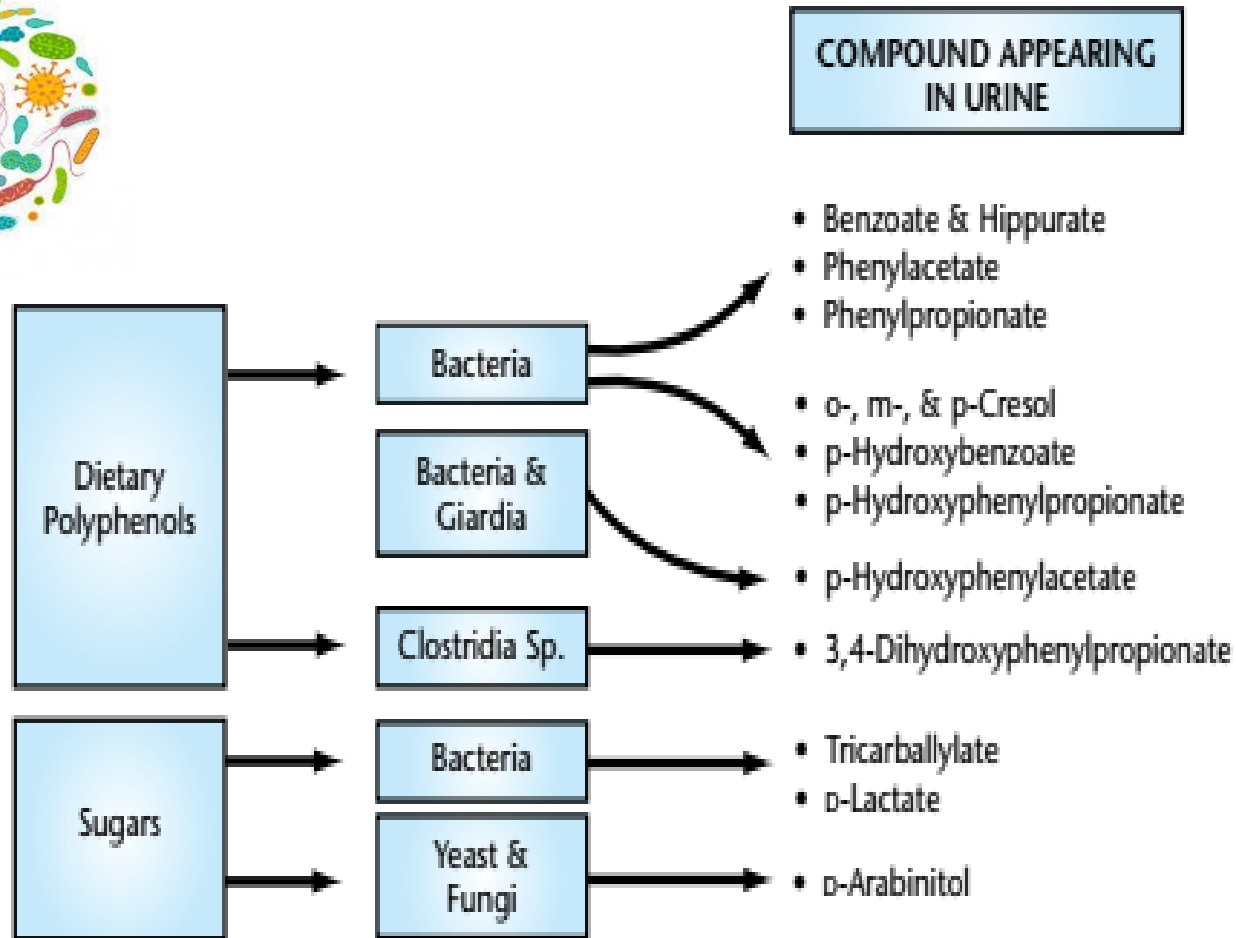 COMPOUND APPEARING
IN URINE
• Benzoate & Hippurate
• Phenylacetate
• Phenylpropionate
Bacteria
• o-, m-, & p-Cresol
• p-Hydroxybenzoate
• p-Hydroxyphenylpropionate
Dietary
Polyphenols
Bacteria &
Giardia
• p-Hydroxyphenylacetate
Clostridia Sp.
• 3,4-Dihydroxyphenylpropionate
Sugars
Bacteria
• Tricarballylate
• D-Lactate
Yeast &
Fungi
• D-Arabinitol